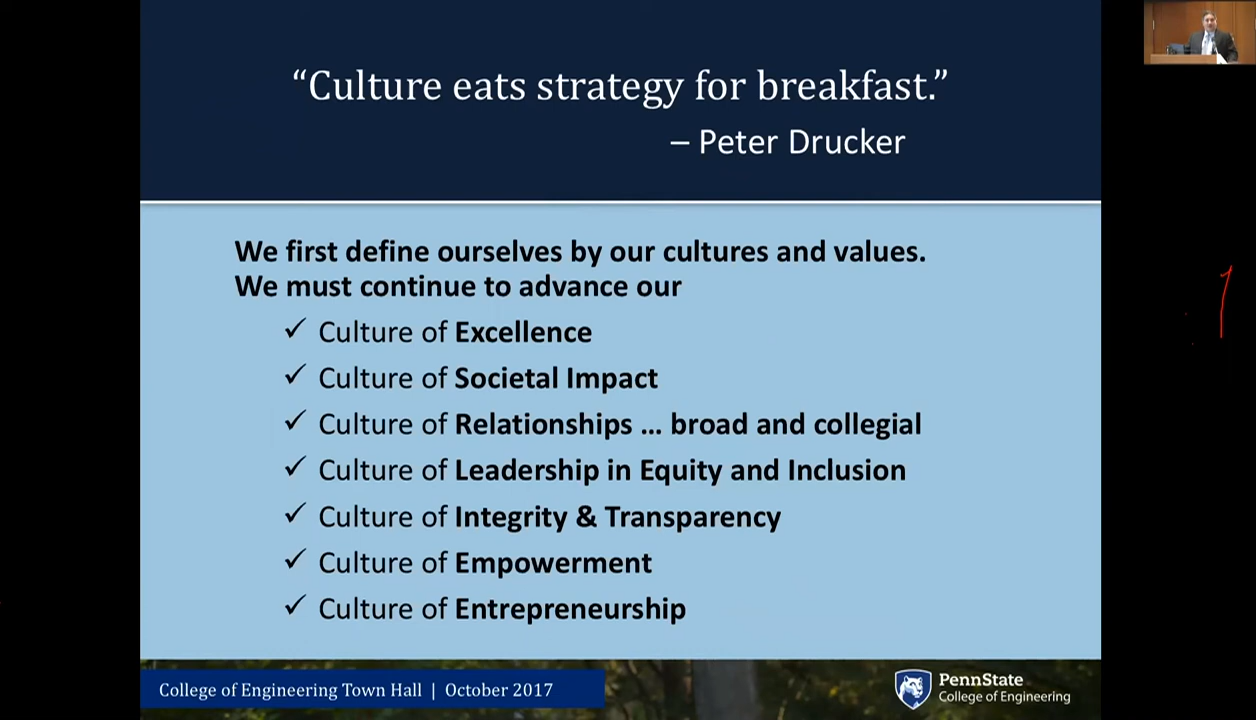 “Culture eats strategy for breakfast.”
– Peter Drucker
We first define ourselves by our cultures and values.
We must continue to advance our
✓ Culture of Excellence
✓ Culture of Societal Impact
✓ Culture of Relationships ... broad and collegial
✓ Culture of Leadership in Equity and Inclusion
✓ Culture of Integrity & Transparency
✓ Culture of Empowerment
✓ Culture of Entrepreneurship
College of Engineering Town Hall | October 2017
PennState
College of Engineering